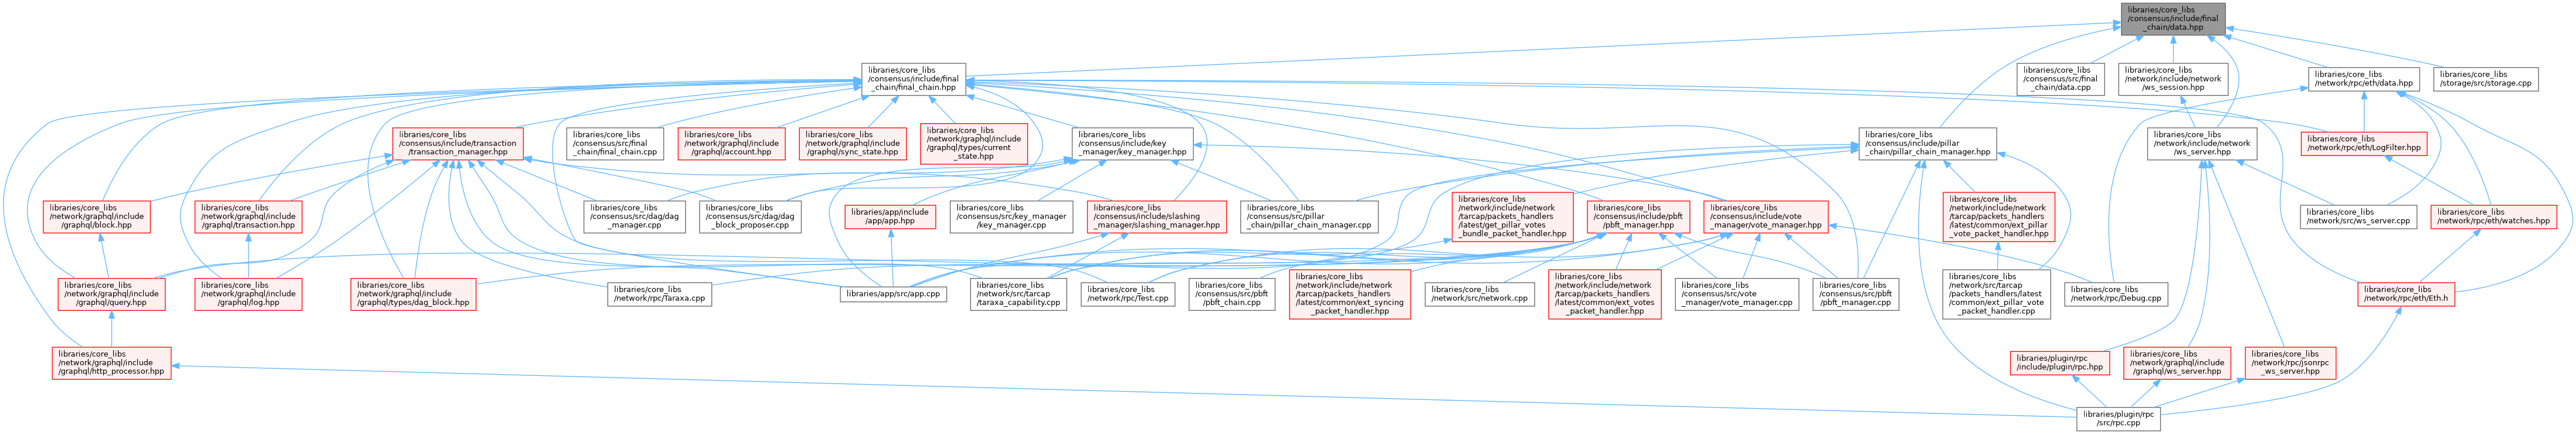 libraries/core_libs
/consensus/include/final
_chain/data.hpp
libraries/core_libs
/consensus/include/final
_chain/final_chain.hpp
libraries/core_libs
/consensus/src/final
_chain/data.cpp
libraries/core_libs
/network/include/network
/ws_session.hpp
libraries/core_libs
/network/rpc/eth/data.hpp
libraries/core_libs
/storage/src/storage.cpp
libraries/core_libs
/consensus/include/transaction
/transaction_manager.hpp
libraries/core_libs
/consensus/src/final
_chain/final_chain.cpp
libraries/core_libs
/network/graphql/include
/graphql/account.hpp
libraries/core_libs
/network/graphql/include
/graphql/sync_state.hpp
libraries/core_libs
/network/graphql/include
/graphql/types/current
_state.hpp
libraries/core_libs
/consensus/include/key
_manager/key_manager.hpp
libraries/core_libs
/consensus/include/pillar
_chain/pillar_chain_manager.hpp
libraries/core_libs
/network/include/network
/ws_server.hpp
libraries/core_libs
/network/rpc/eth/LogFilter.hpp
libraries/core_libs
/network/graphql/include
/graphql/block.hpp
libraries/core_libs
/network/graphql/include
/graphql/transaction.hpp
libraries/core_libs
/consensus/src/dag/dag
_manager.cpp
libraries/core_libs
/consensus/src/dag/dag
_block_proposer.cpp
libraries/app/include
/app/app.hpp
libraries/core_libs
/consensus/src/key_manager
/key_manager.cpp
libraries/core_libs
/consensus/include/slashing
_manager/slashing_manager.hpp
libraries/core_libs
/consensus/src/pillar
_chain/pillar_chain_manager.cpp
libraries/core_libs
/network/include/network
/tarcap/packets_handlers
/latest/get_pillar_votes
_bundle_packet_handler.hpp
libraries/core_libs
/consensus/include/pbft
/pbft_manager.hpp
libraries/core_libs
/consensus/include/vote
_manager/vote_manager.hpp
libraries/core_libs
/network/include/network
/tarcap/packets_handlers
/latest/common/ext_pillar
_vote_packet_handler.hpp
libraries/core_libs
/network/src/ws_server.cpp
libraries/core_libs
/network/rpc/eth/watches.hpp
libraries/core_libs
/network/graphql/include
/graphql/query.hpp
libraries/core_libs
/network/graphql/include
/graphql/log.hpp
libraries/core_libs
/network/graphql/include
/graphql/types/dag_block.hpp
libraries/core_libs
/network/rpc/Taraxa.cpp
libraries/app/src/app.cpp
libraries/core_libs
/network/src/tarcap
/taraxa_capability.cpp
libraries/core_libs
/network/rpc/Test.cpp
libraries/core_libs
/consensus/src/pbft
/pbft_chain.cpp
libraries/core_libs
/network/include/network
/tarcap/packets_handlers
/latest/common/ext_syncing
_packet_handler.hpp
libraries/core_libs
/network/src/network.cpp
libraries/core_libs
/network/include/network
/tarcap/packets_handlers
/latest/common/ext_votes
_packet_handler.hpp
libraries/core_libs
/consensus/src/vote
_manager/vote_manager.cpp
libraries/core_libs
/consensus/src/pbft
/pbft_manager.cpp
libraries/core_libs
/network/src/tarcap
/packets_handlers/latest
/common/ext_pillar_vote
_packet_handler.cpp
libraries/core_libs
/network/rpc/Debug.cpp
libraries/core_libs
/network/rpc/eth/Eth.h
libraries/core_libs
/network/graphql/include
/graphql/http_processor.hpp
libraries/plugin/rpc
/include/plugin/rpc.hpp
libraries/core_libs
/network/graphql/include
/graphql/ws_server.hpp
libraries/core_libs
/network/rpc/jsonrpc
_ws_server.hpp
libraries/plugin/rpc
/src/rpc.cpp